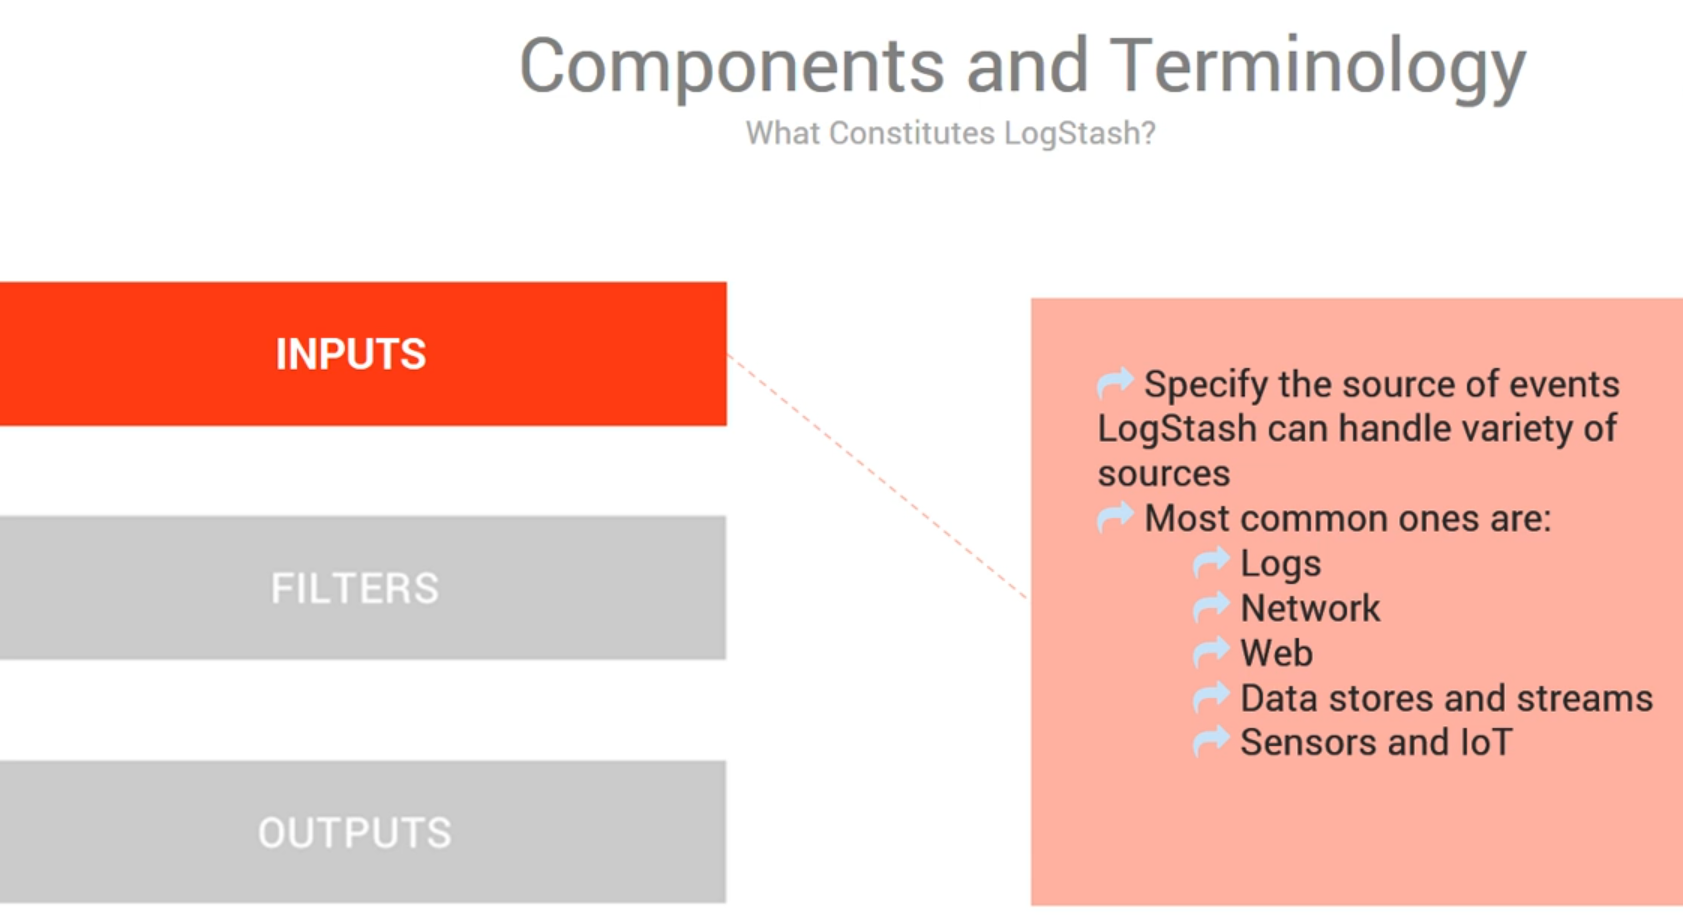 Components and Terminology
What Constitutes LogStash?
INPUTS
FILTERS
OUTPUTS
Specify the source of events
LogStash can handle variety of
sources
Most common ones are:
Logs
Network
Web
Data stores and streams
Sensors and IoT